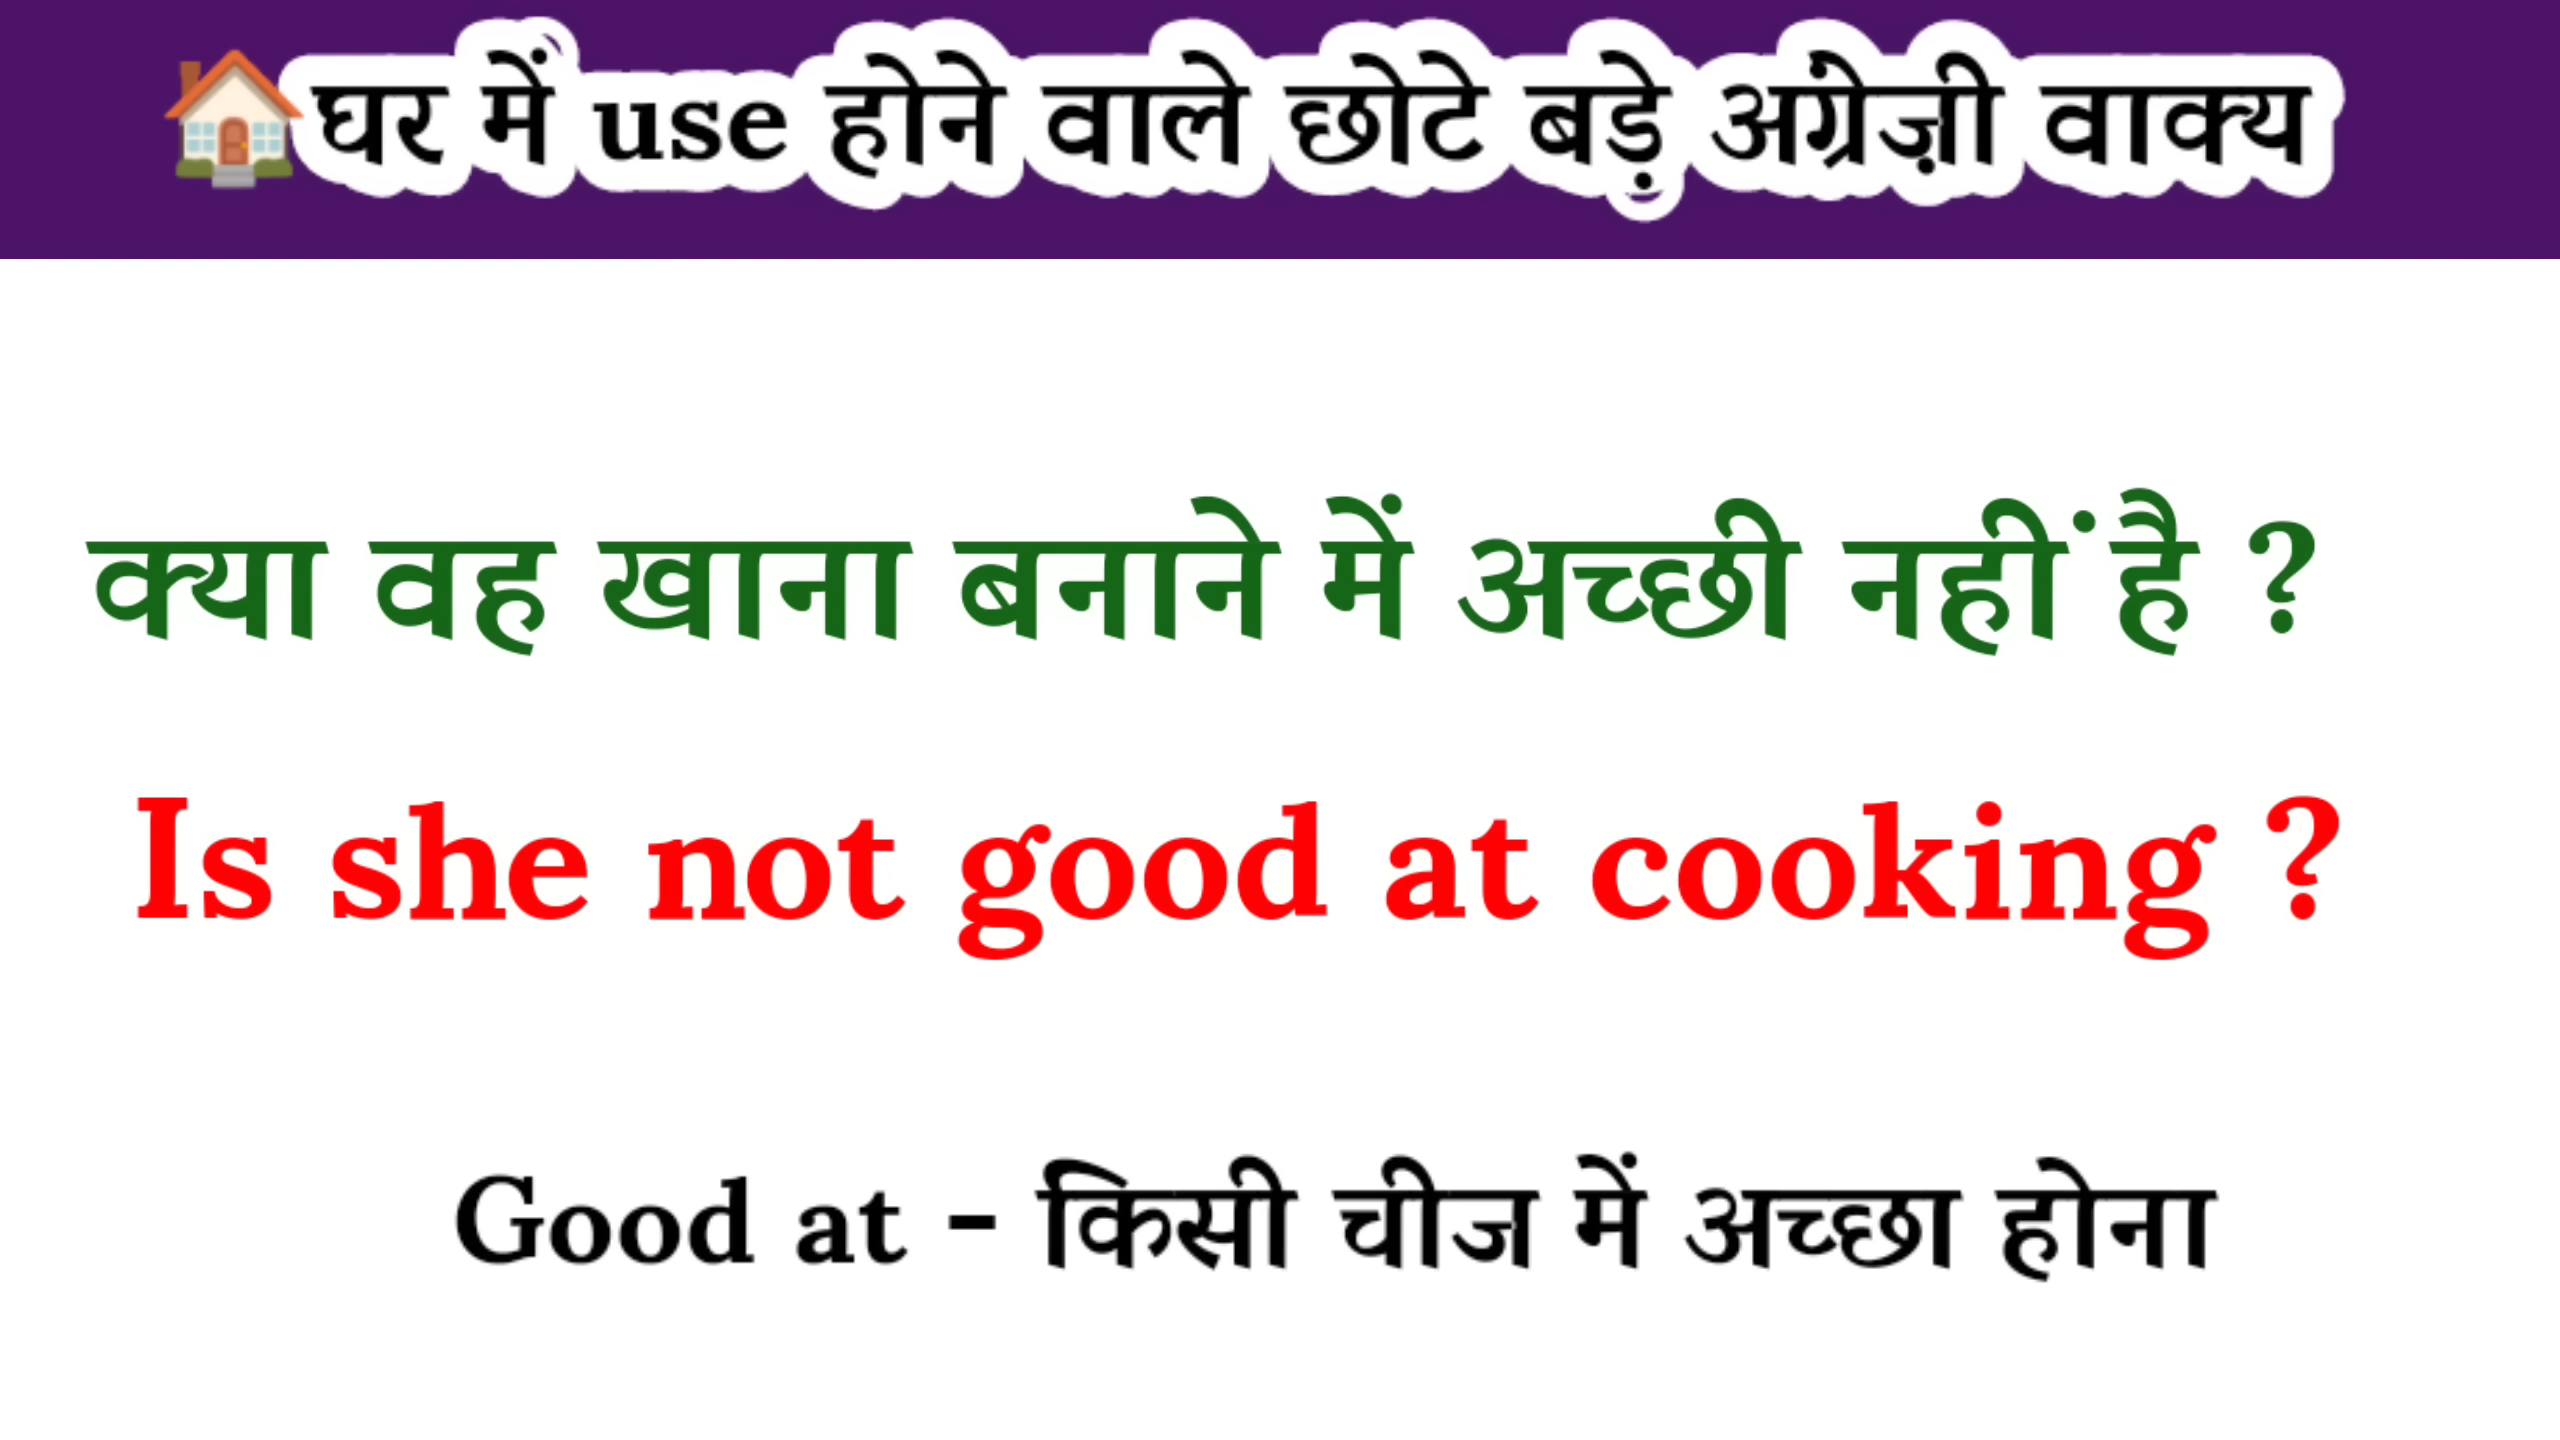 घर में use होने वाले छोटे बड़े अंग्रेज़ी वाक्य
क्या वह खाना बनाने में अच्छी नहीं है ?
Is she not good at cooking ?
Good at - किसी चीज में अच्छा होना